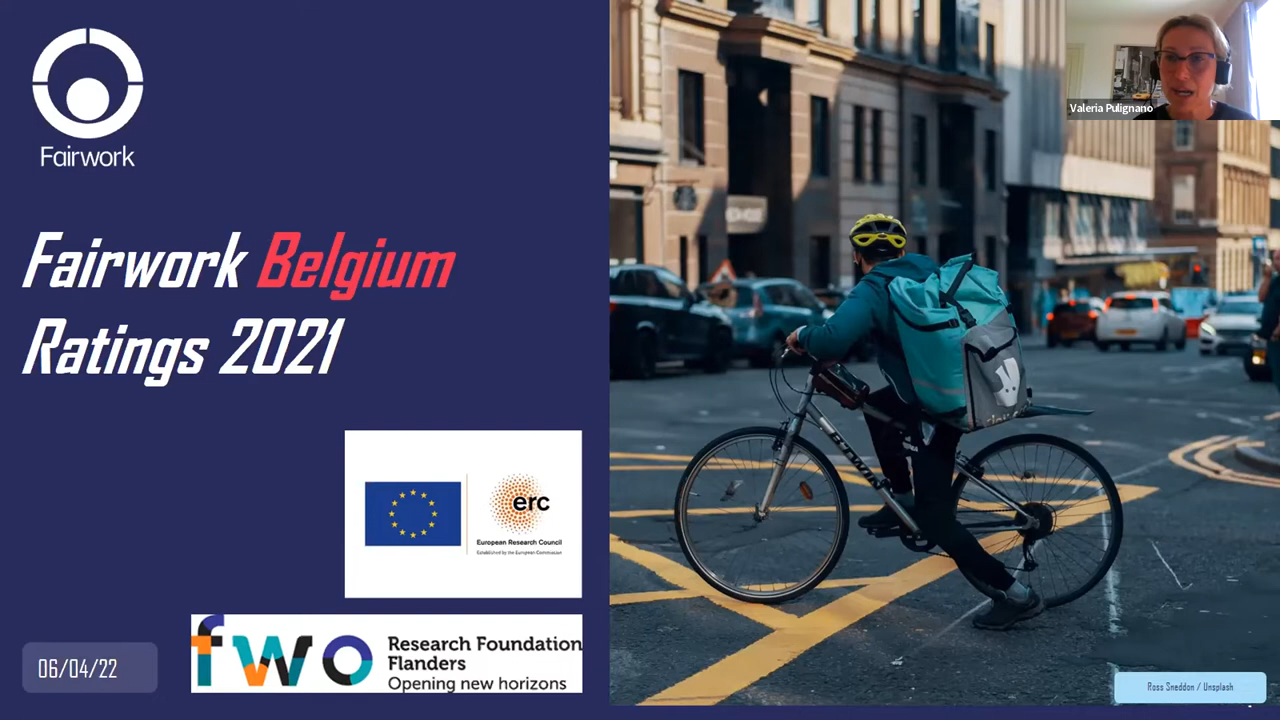 Fairwork
Fairwork Belgium
Ratings 2021
erc
European Research Council
Established by the European Commission
fwo
Research Foundation
Flanders
Opening new horizons
06/04/22
Valeria Pulignano
BTWIN
Ross Sneddon / Unsplash